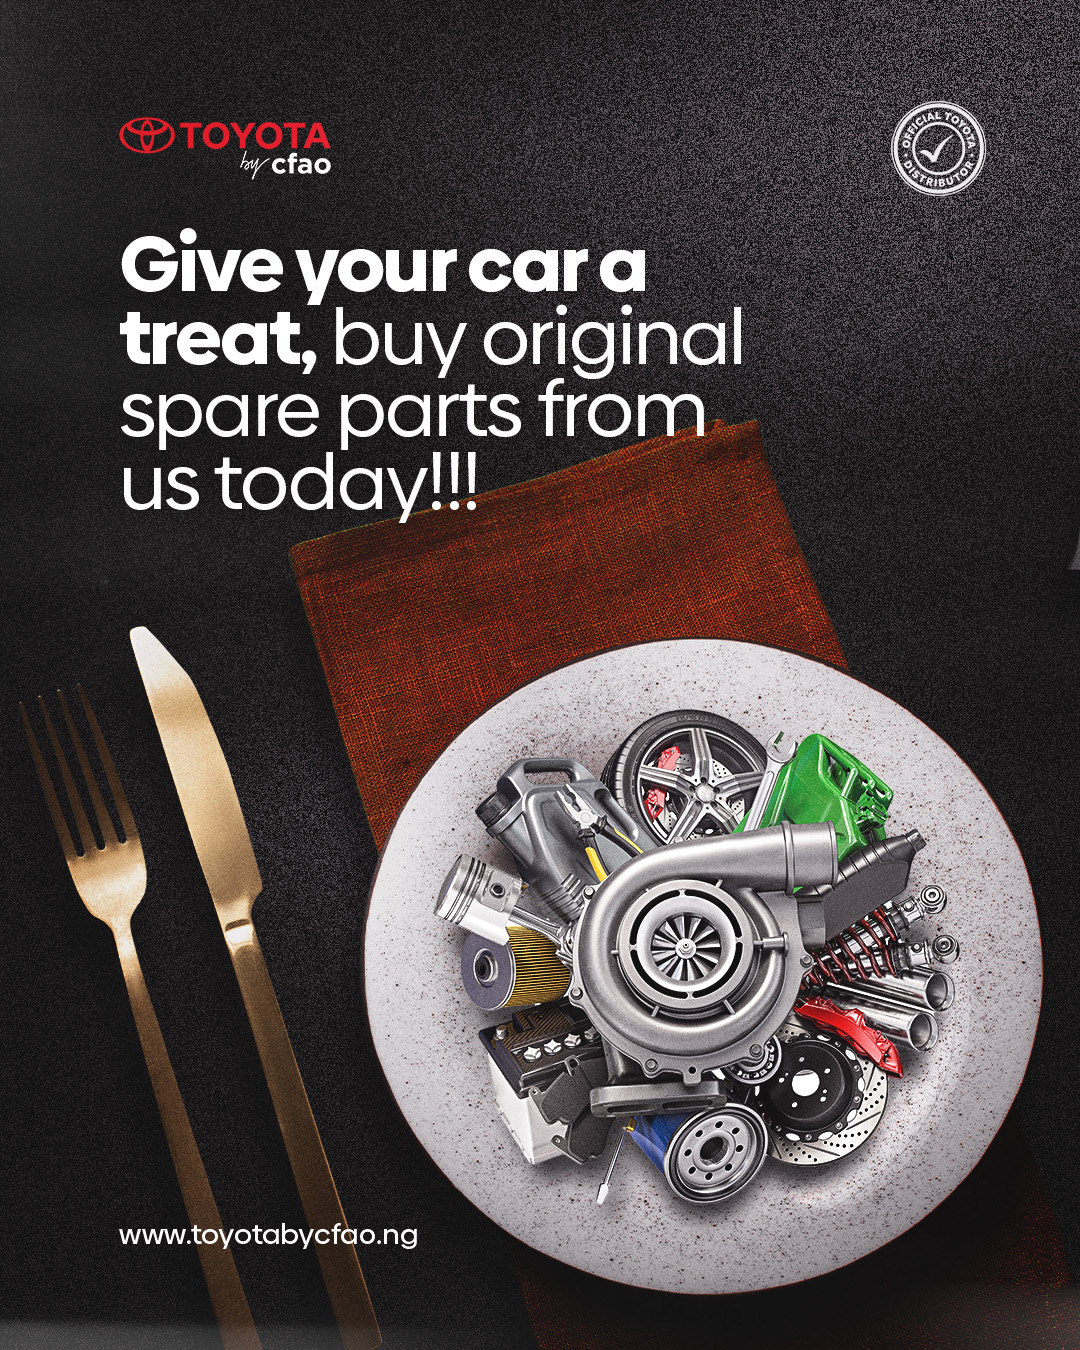 TOYOTA
by cfao
OFFICIAL TOYOTA
DISTRIBUTOR
Give your car a
treat, buy original
spare parts from
us today!!!
www.toyotabycfao.ng